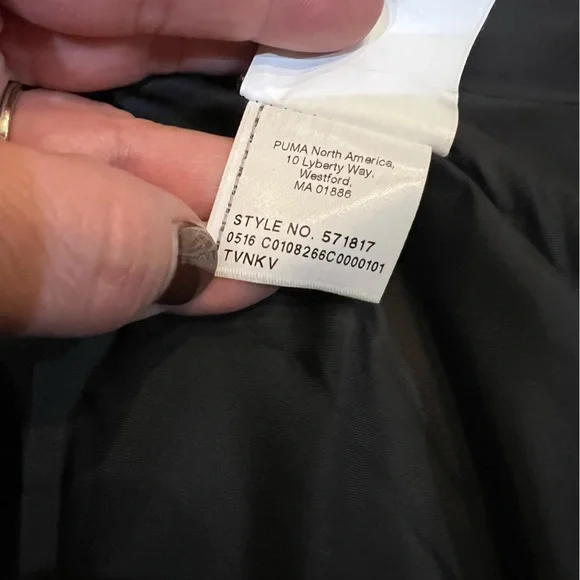 PUMA North America,
10 Lyberty Way,
Westford,
MA 01886
STYLE NO. 571817
0516 C0108266C0000101
TVNKV